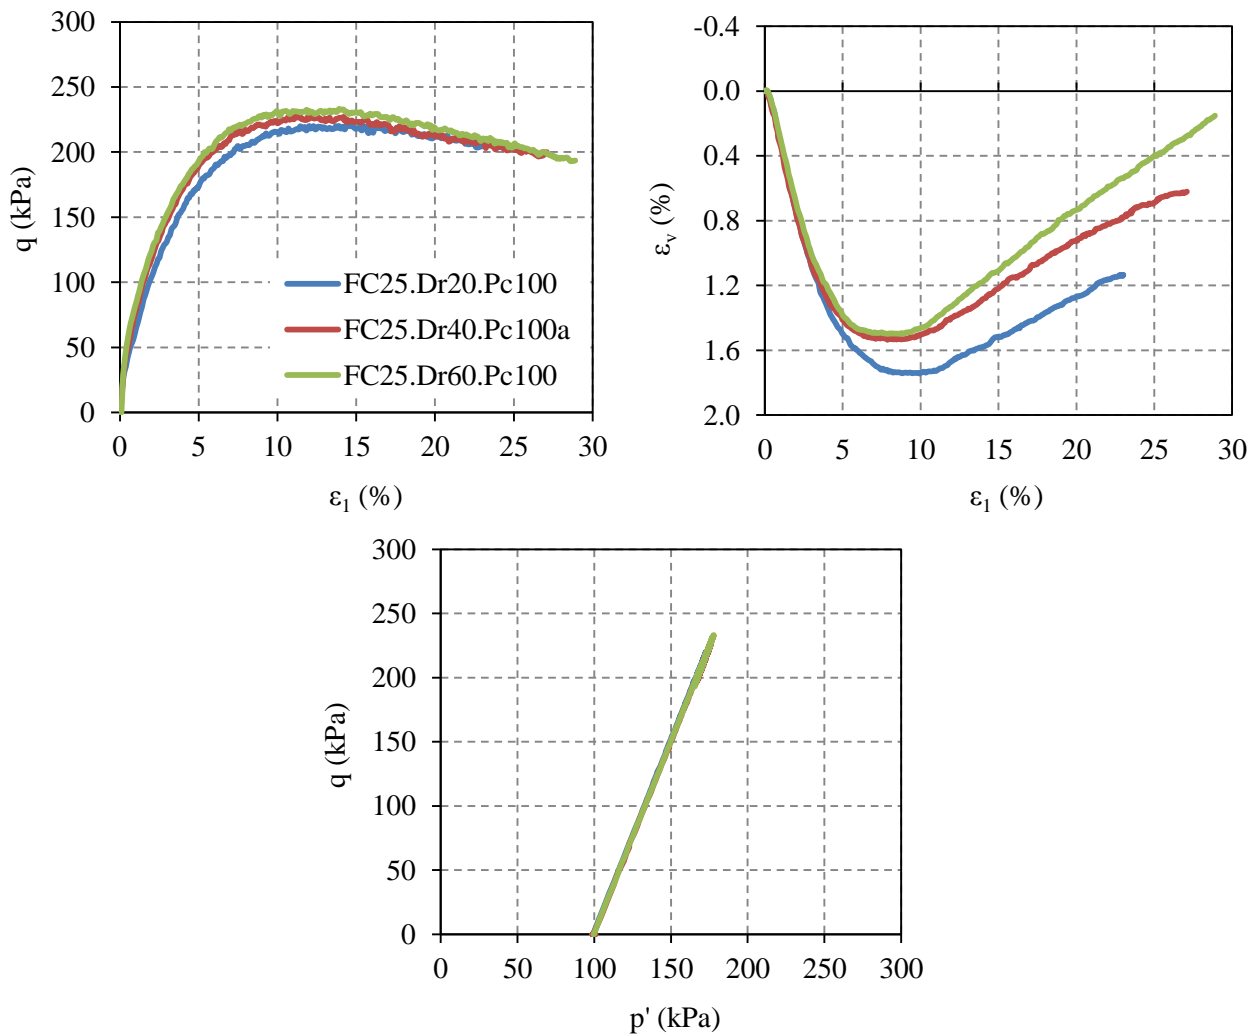 300
250
200
150
100
50
0
q (kPa)
0 5 10 15 20 25 30
ε1 (%)
FC25.Dr20.Pc100
FC25.Dr40.Pc100a
FC25.Dr60.Pc100
-0.4
0.0
0.4
0.8
1.2
1.6
2.0
εv (%)
0 5 10 15 20 25 30
ε1 (%)
300
250
200
150
100
50
0
q (kPa)
0 50 100 150 200 250 300
p' (kPa)